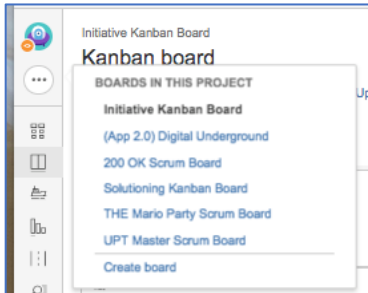 Initiative Kanban Board
Kanban board
BOARDS IN THIS PROJECT
Up
Initiative Kanban Board
(App 2.0) Digital Underground
200 OK Scrum Board
Solutioning Kanban Board
THE Mario Party Scrum Board
UPT Master Scrum Board
Create board